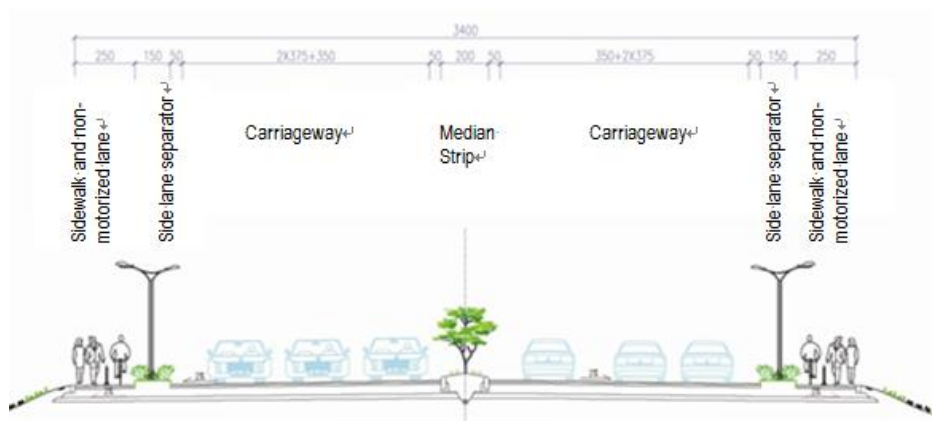 3400
250 150 50 2X375+350 50 200 50 350+2X375 50 150 250
Sidewalk and non-
motorized lane
Side lane separator
Carriageway
Median
Strip
Carriageway
Side lane separator
Sidewalk and non-
motorized lane